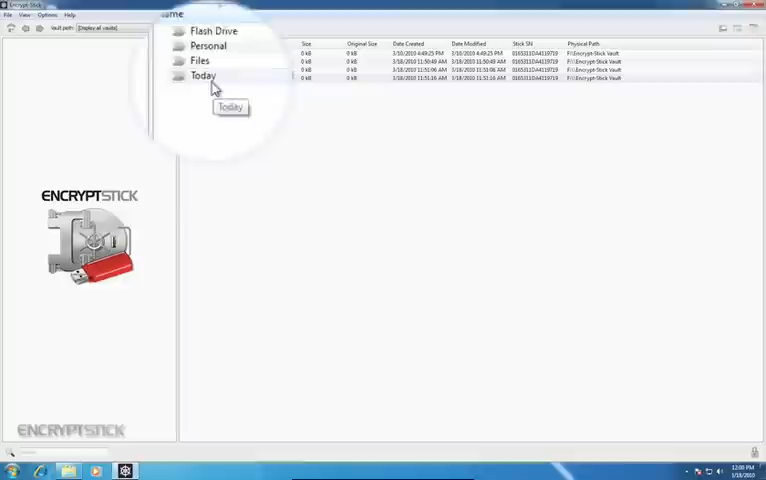 Encrypt-Stick
File View Options Help
Vault path: [Display all vaults]
Size Original Size Date Created Date Modified Stick SN Physical Path
Flash Drive
Personal
Files
Today
Today
0 kB 0 kB 3/10/2010 4:49:25 PM 3/10/2010 4:49:25 PM 0165311DA4119719 F:\\Encrypt-Stick Vault
0 kB 0 kB 3/18/2010 11:50:49 AM 3/18/2010 11:50:49 AM 0165311DA4119719 F:\\Encrypt-Stick Vault
0 kB 0 kB 3/18/2010 11:51:06 AM 3/18/2010 11:51:06 AM 0165311DA4119719 F:\\Encrypt-Stick Vault
0 kB 0 kB 3/18/2010 11:51:16 AM 3/18/2010 11:51:16 AM 0165311DA4119719 F:\\Encrypt-Stick Vault
ENCRYPTSTICK
ENCRYPTSTICK
12:00 PM
3/18/2010